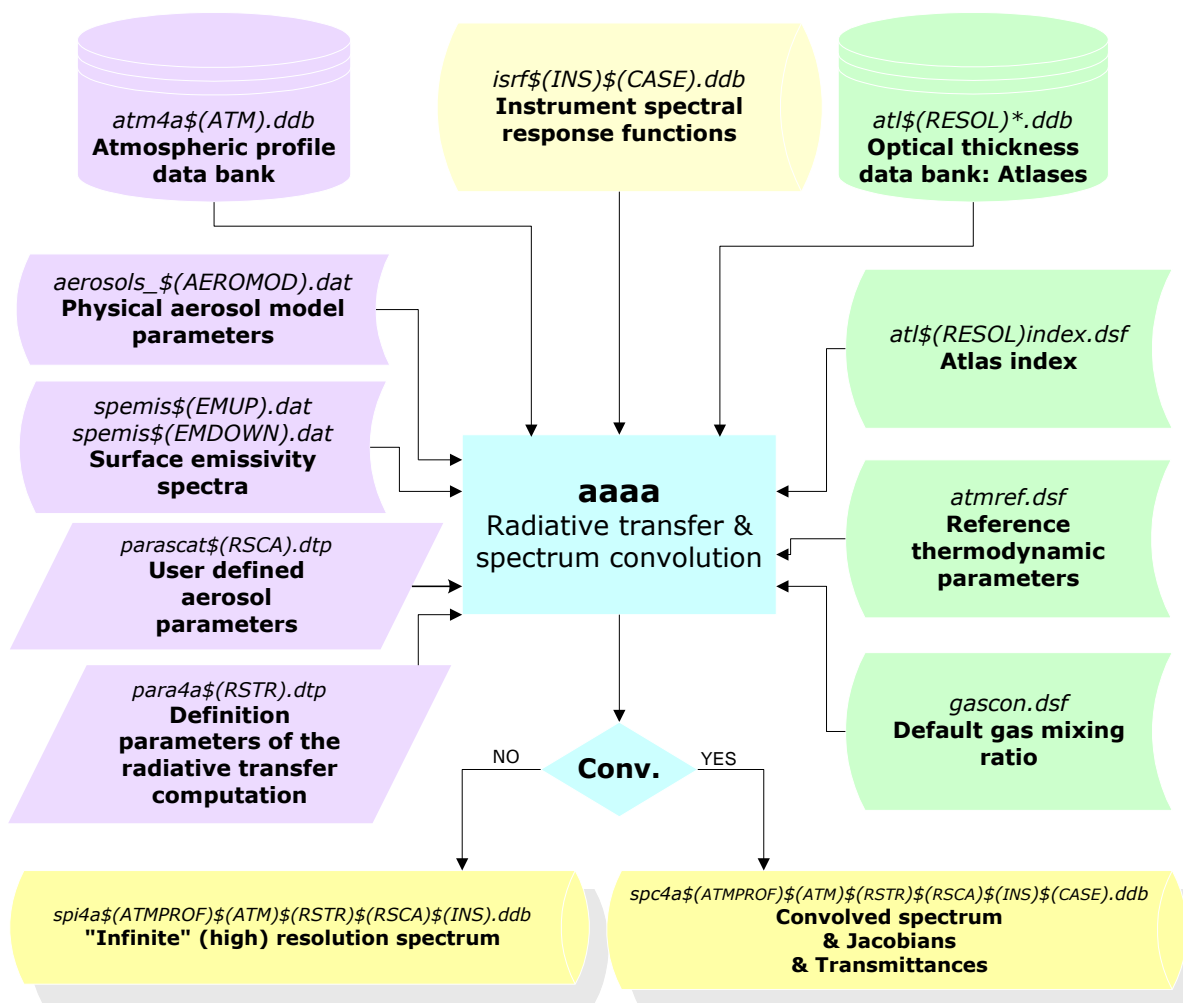 atm4a$(ATM).ddb
Atmospheric profile
data bank
isrf$(INS)$(CASE).ddb
Instrument spectral
response functions
atl$(RESOL)*.ddb
Optical thickness
data bank: Atlases
aerosols_$(AEROMOD).dat
Physical aerosol model
parameters
atl$(RESOL)index.dsf
Atlas index
spemis$(EMUP).dat
spemis$(EMDOWN).dat
Surface emissivity
spectra
aaaa
Radiative transfer &
spectrum convolution
atmref.dsf
Reference
thermodynamic
parameters
parascat$(RSCA).dtp
User defined
aerosol
parameters
para4a$(RSTR).dtp
Definition
parameters of the
radiative transfer
computation
gascon.dsf
Default gas mixing
ratio
NO
Conv.
YES
spi4a$(ATMPROF)$(ATM)$(RSTR)$(RSCA)$(INS).ddb
"Infinite" (high) resolution spectrum
spc4a$(ATMPROF)$(ATM)$(RSTR)$(RSCA)$(INS)$(CASE).ddb
Convolved spectrum
& Jacobians
& Transmittances